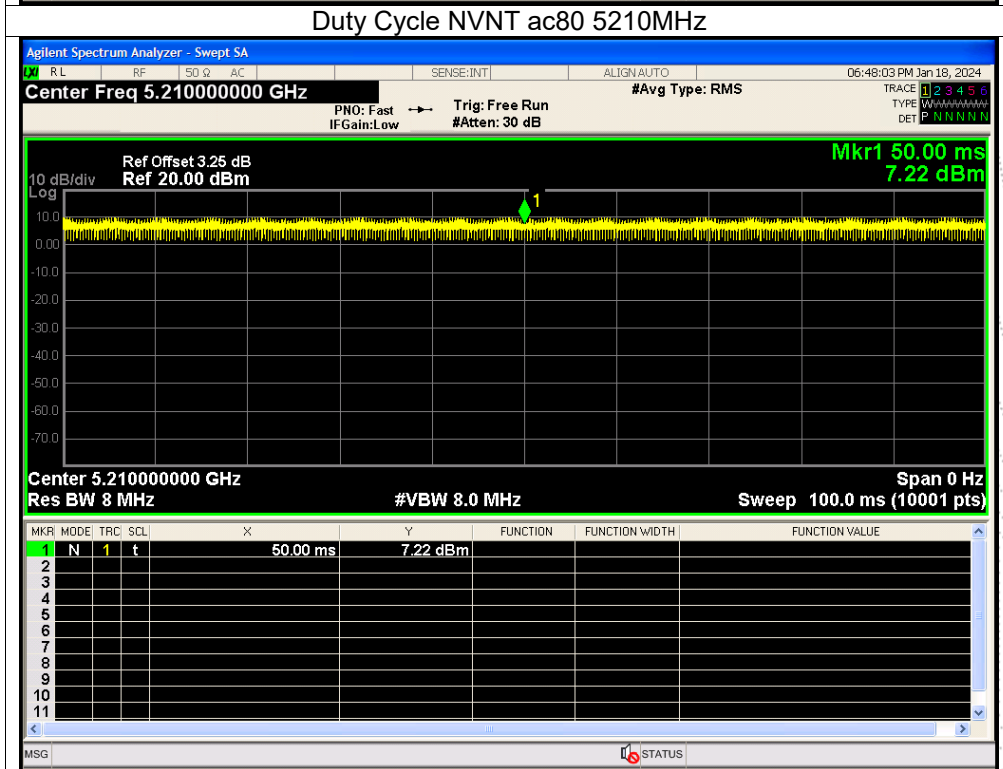 Duty Cycle NVNT ac80 5210MHz
Agilent Spectrum Analyzer - Swept SA
LXI RL RF 50 Ω AC SENSE:INT ALIGN AUTO 06:48:03 PM Jan 18, 2024
Center Freq 5.210000000 GHz #Avg Type: RMS TRACE 1 2 3 4 5 6
PNO: Fast Trig: Free Run TYPE WWWWWW
IFGain:Low #Atten: 30 dB DET P N N N N N
Mkr1 50.00 ms
7.22 dBm
Ref Offset 3.25 dB
10 dB/div Ref 20.00 dBm
Log
1
10.0
0.00
-10.0
-20.0
-30.0
-40.0
-50.0
-60.0
-70.0
Center 5.210000000 GHz Span 0 Hz
Res BW 8 MHz #VBW 8.0 MHz Sweep 100.0 ms (10001 pts)
MKR MODE TRC SCL X Y FUNCTION FUNCTION WIDTH FUNCTION VALUE
1 N 1 t 50.00 ms 7.22 dBm
2
3
4
5
6
7
8
9
10
11
MSG STATUS